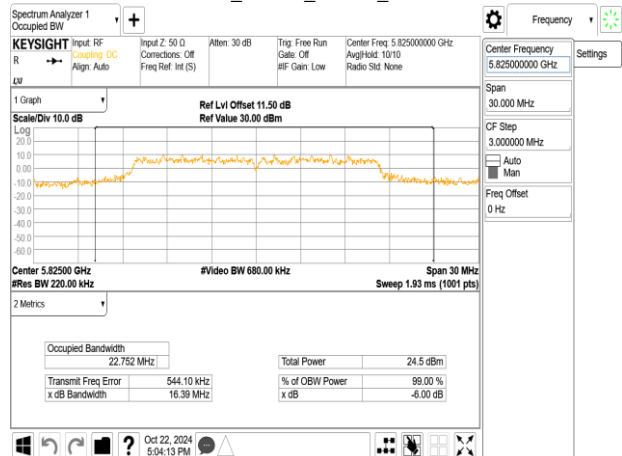 Spectrum Analyzer 1
Occupied BW
+
Frequency
KEYSIGHT
R
LXI
Input: RF
Coupling: DC
Align: Auto
Input Z: 50 Ω
Corrections: Off
Freq Ref: Int (S)
Atten: 30 dB
Trig: Free Run
Gate: Off
#IF Gain: Low
Center Freq: 5.825000000 GHz
Avg|Hold: 10/10
Radio Std: None
Center Frequency
5.825000000 GHz
Settings
Span
30.000 MHz
CF Step
3.000000 MHz
Auto
Man
Freq Offset
0 Hz
1 Graph
Scale/Div 10.0 dB
Ref Lvl Offset 11.50 dB
Ref Value 30.00 dBm
Log
20.0
10.0
0.00
-10.0
-20.0
-30.0
-40.0
-50.0
-60.0
Center 5.82500 GHz
#Video BW 680.00 kHz
Span 30 MHz
#Res BW 220.00 kHz
Sweep 1.93 ms (1001 pts)
2 Metrics
Occupied Bandwidth
22.752 MHz
Total Power 24.5 dBm
Transmit Freq Error 544.10 kHz
% of OBW Power 99.00 %
x dB Bandwidth 16.39 MHz
x dB -6.00 dB
?
Oct 22, 2024
5:04:13 PM